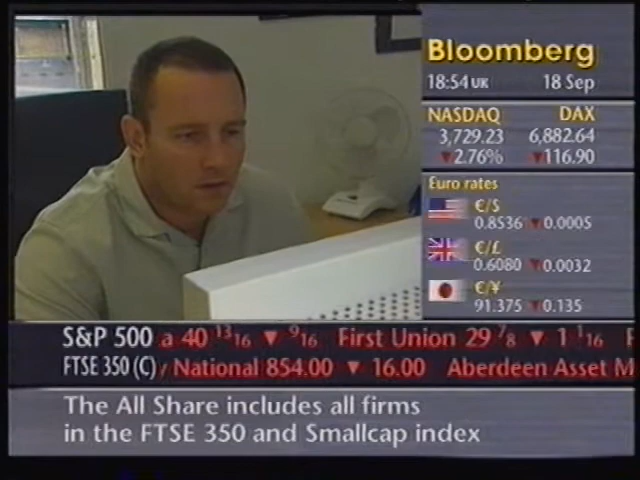 Bloomberg
18:54 UK 18 Sep
NASDAQ DAX
3,729.23 6,882.64
▼2.76% ▼116.90
Euro rates
€/$
0.8536 ▼0.0005
€/£
0.6080 ▼0.0032
€/¥
91.375 ▼0.135
S&P 500 a 40 13/16 ▼ 9/16 First Union 29 7/8 ▼ 1 1/16
FTSE 350 (C) National 854.00 ▼ 16.00 Aberdeen Asset M
The All Share includes all firms
in the FTSE 350 and Smallcap index